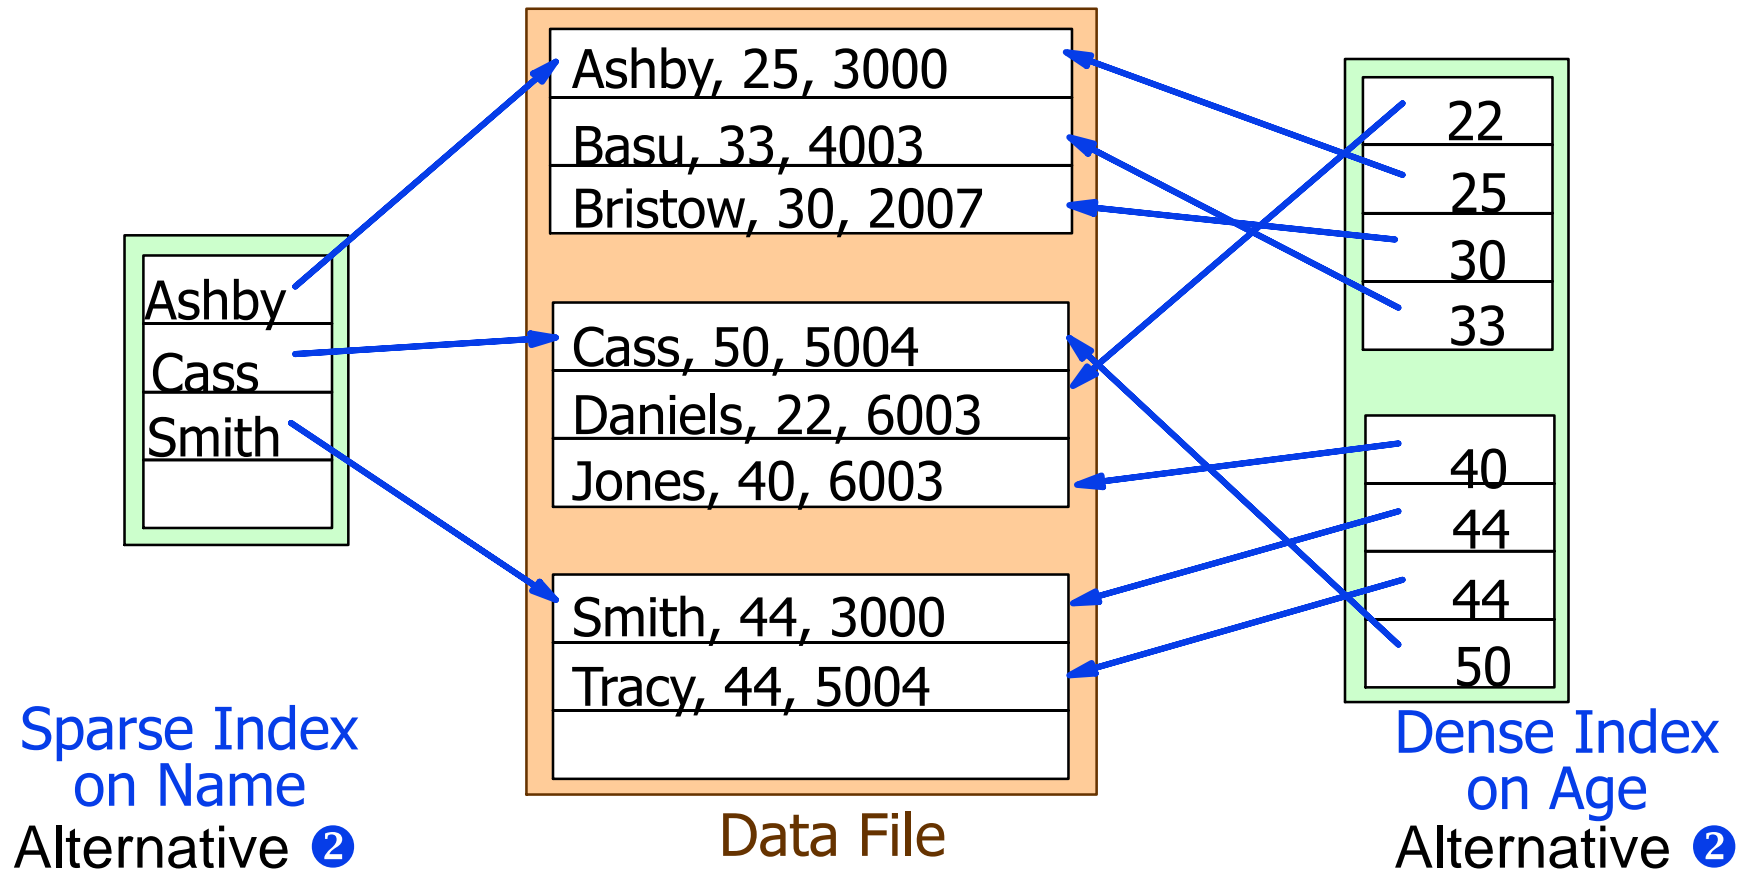 Ashby
Cass
Smith
Sparse Index
on Name
Alternative ❷
Ashby, 25, 3000
Basu, 33, 4003
Bristow, 30, 2007
Cass, 50, 5004
Daniels, 22, 6003
Jones, 40, 6003
Smith, 44, 3000
Tracy, 44, 5004
Data File
22
25
30
33
40
44
44
50
Dense Index
on Age
Alternative ❷